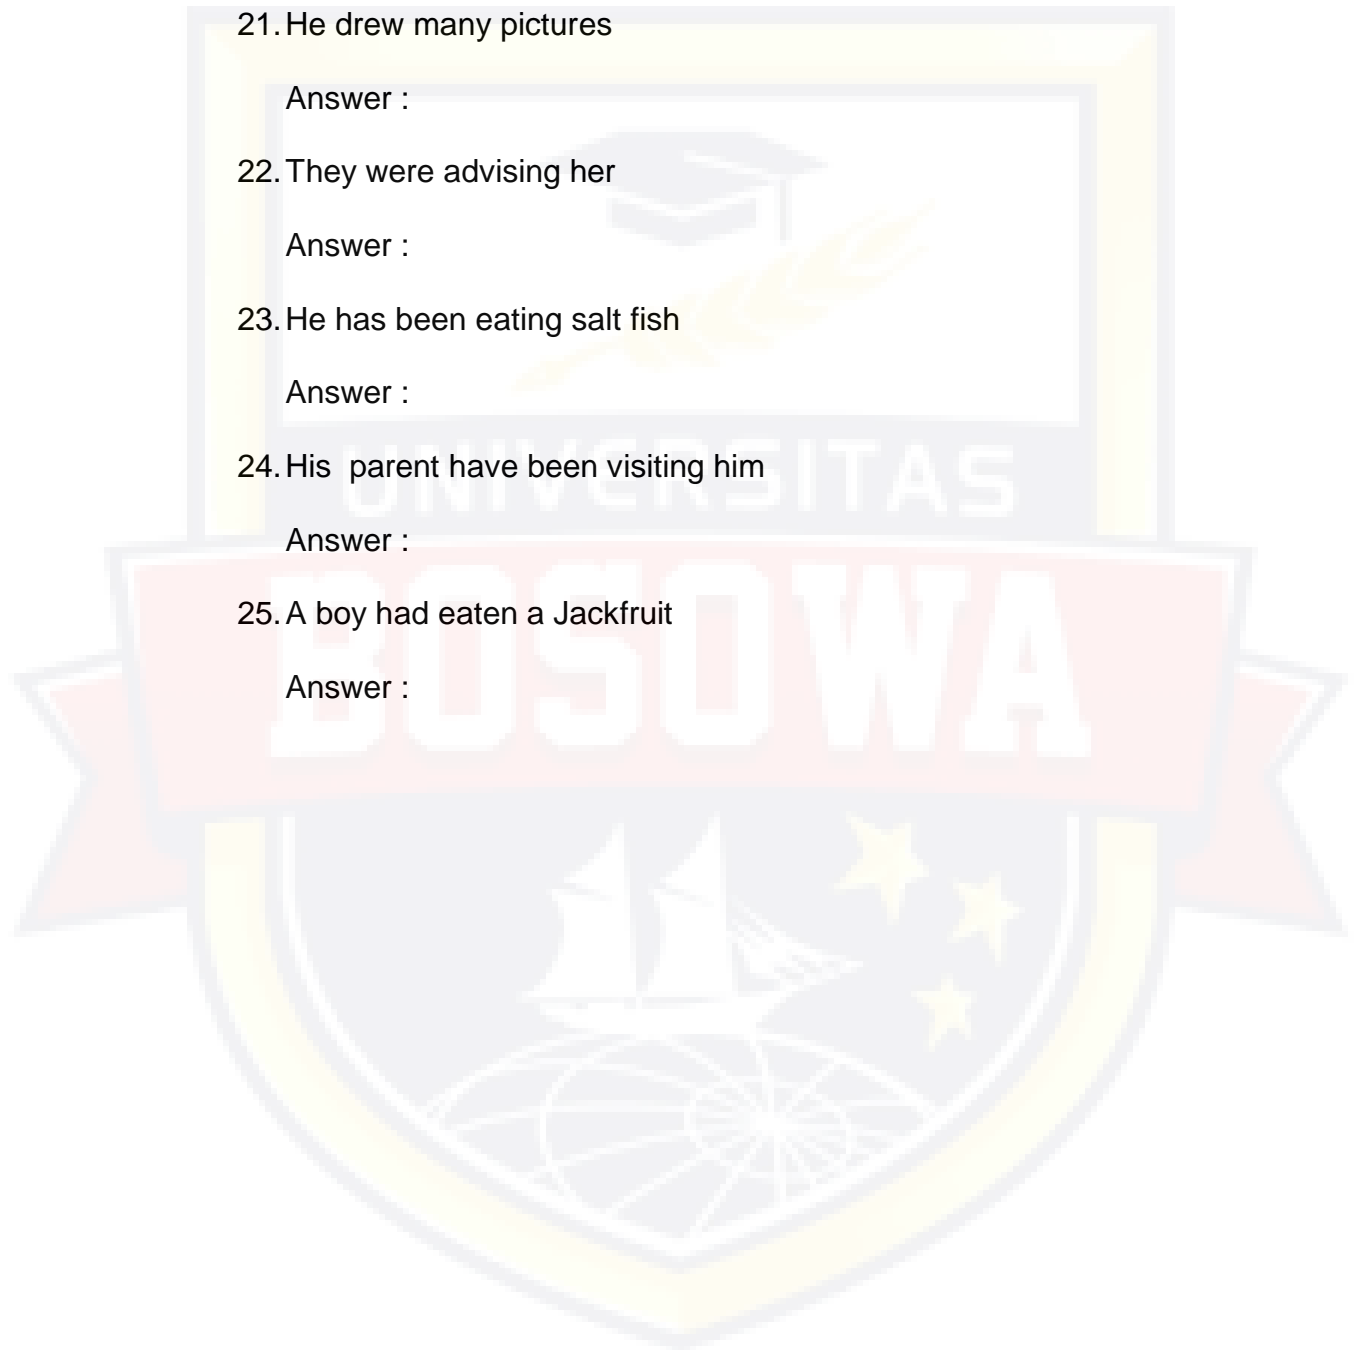 21. He drew many pictures
Answer :
22. They were advising her
Answer :
23. He has been eating salt fish
Answer :
24. His  parent have been visiting him
UNIVERSITAS
Answer :
BOSOWA
25. A boy had eaten a Jackfruit
Answer :